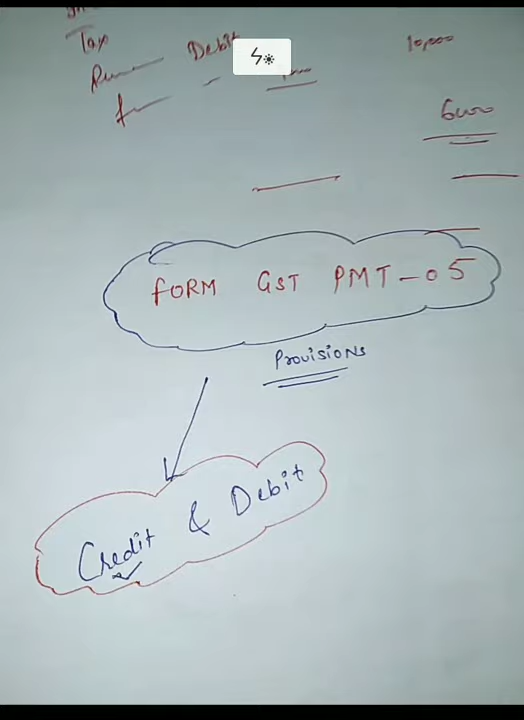 Tax
Debit
10,000
6000
FORM GST PMT-05
Provisions
Credit & Debit